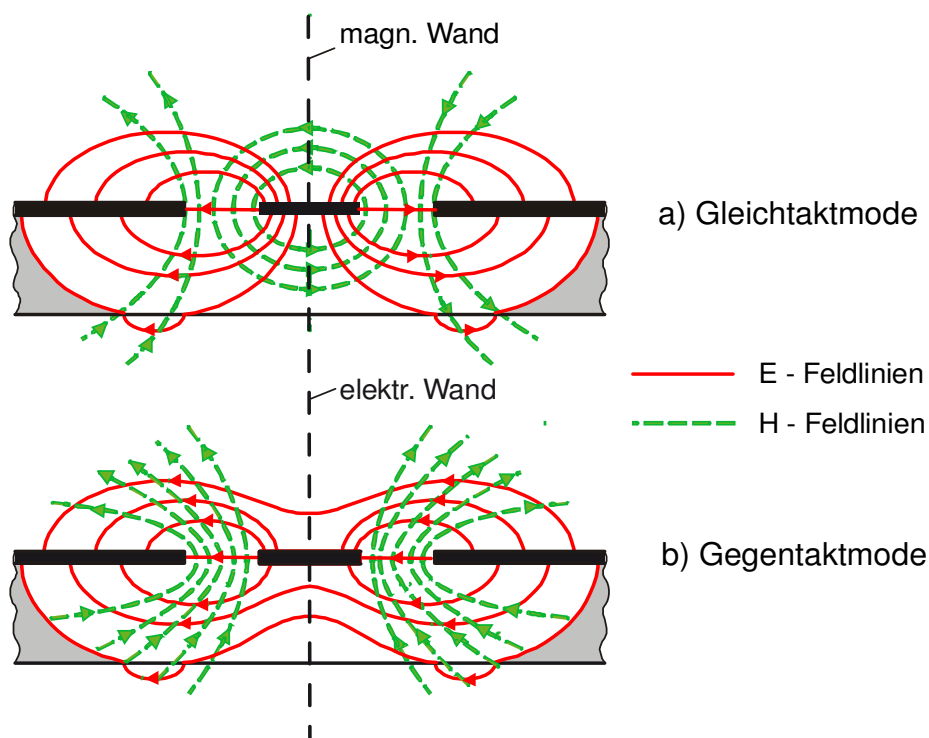 magn. Wand
a) Gleichtaktmode
elektr. Wand
E - Feldlinien
H - Feldlinien
b) Gegentaktmode